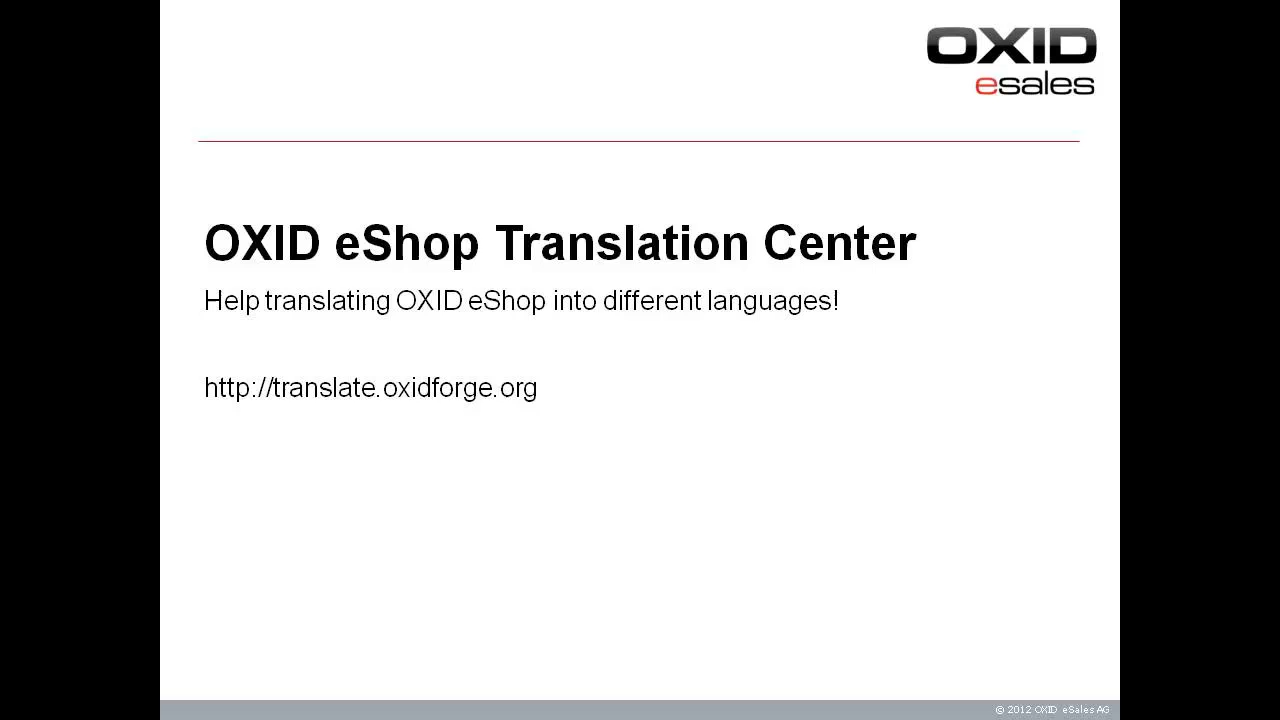 OXID
esales
OXID eShop Translation Center
Help translating OXID eShop into different languages!
http://translate.oxidforge.org
© 2012 OXID eSales AG